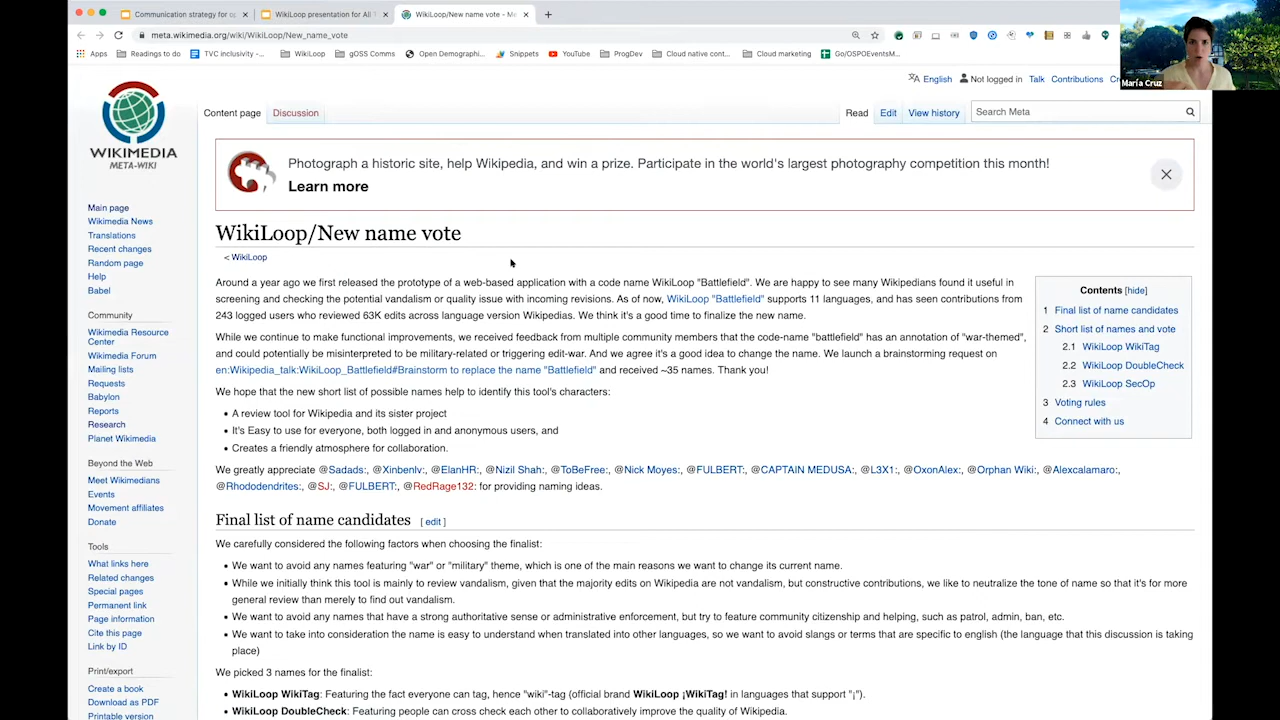 Communication strategy for op
WikiLoop presentation for All T
WikiLoop/New name vote - Me
meta.wikimedia.org/wiki/WikiLoop/New_name_vote
Apps
Readings to do
TVC inclusivity -...
WikiLoop
gOSS Comms
Open Demographi...
Snippets
YouTube
ProgDev
Cloud native cont...
Cloud marketing
Go/OSPOEventsM...
María Cruz
WIKIMEDIA
META-WIKI
English
Not logged in
Talk
Contributions
Content page
Discussion
Read
Edit
View history
Search Meta
Photograph a historic site, help Wikipedia, and win a prize. Participate in the world's largest photography competition this month!
Learn more
Main page
Wikimedia News
Translations
Recent changes
Random page
Help
Babel
Community
Wikimedia Resource
Center
Wikimedia Forum
Mailing lists
Requests
Babylon
Reports
Research
Planet Wikimedia
Beyond the Web
Meet Wikimedians
Events
Movement affiliates
Donate
Tools
What links here
Related changes
Special pages
Permanent link
Page information
Cite this page
Link by ID
Print/export
Create a book
Download as PDF
Printable version
WikiLoop/New name vote
< WikiLoop
Around a year ago we first released the prototype of a web-based application with a code name WikiLoop "Battlefield". We are happy to see many Wikipedians found it useful in
screening and checking the potential vandalism or quality issue with incoming revisions. As of now, WikiLoop "Battlefield" supports 11 languages, and has seen contributions from
243 logged users who reviewed 63K edits across language version Wikipedias. We think it's a good time to finalize the new name.
While we continue to make functional improvements, we received feedback from multiple community members that the code-name "battlefield" has an annotation of "war-themed",
and could potentially be misinterpreted to be military-related or triggering edit-war. And we agree it's a good idea to change the name. We launch a brainstorming request on
en:Wikipedia_talk:WikiLoop_Battlefield#Brainstorm to replace the name "Battlefield" and received ~35 names. Thank you!
We hope that the new short list of possible names help to identify this tool's characters:
• A review tool for Wikipedia and its sister project
• It's Easy to use for everyone, both logged in and anonymous users, and
• Creates a friendly atmosphere for collaboration.
We greatly appreciate @Sadads:, @Xinbenlv:, @ElanHR:, @Nizil Shah:, @ToBeFree:, @Nick Moyes:, @FULBERT:, @CAPTAIN MEDUSA:, @L3X1:, @OxonAlex:, @Orphan Wiki:, @Alexcalamaro:,
@Rhododendrites:, @SJ:, @FULBERT:, @RedRage132: for providing naming ideas.
Contents [hide]
1 Final list of name candidates
2 Short list of names and vote
2.1 WikiLoop WikiTag
2.2 WikiLoop DoubleCheck
2.3 WikiLoop SecOp
3 Voting rules
4 Connect with us
Final list of name candidates [ edit ]
We carefully considered the following factors when choosing the finalist:
• We want to avoid any names featuring "war" or "military" theme, which is one of the main reasons we want to change its current name.
• While we initially think this tool is mainly to review vandalism, given that the majority edits on Wikipedia are not vandalism, but constructive contributions, we like to neutralize the tone of name so that it's for more
general review than merely to find out vandalism.
• We want to avoid any names that have a strong authoritative sense or administrative enforcement, but try to feature community citizenship and helping, such as patrol, admin, ban, etc.
• We want to take into consideration the name is easy to understand when translated into other languages, so we want to avoid slangs or terms that are specific to english (the language that this discussion is taking
place)
We picked 3 names for the finalist:
• WikiLoop WikiTag: Featuring the fact everyone can tag, hence "wiki"-tag (official brand WikiLoop ¡WikiTag! in languages that support "¡").
• WikiLoop DoubleCheck: Featuring people can cross check each other to collaboratively improve the quality of Wikipedia.